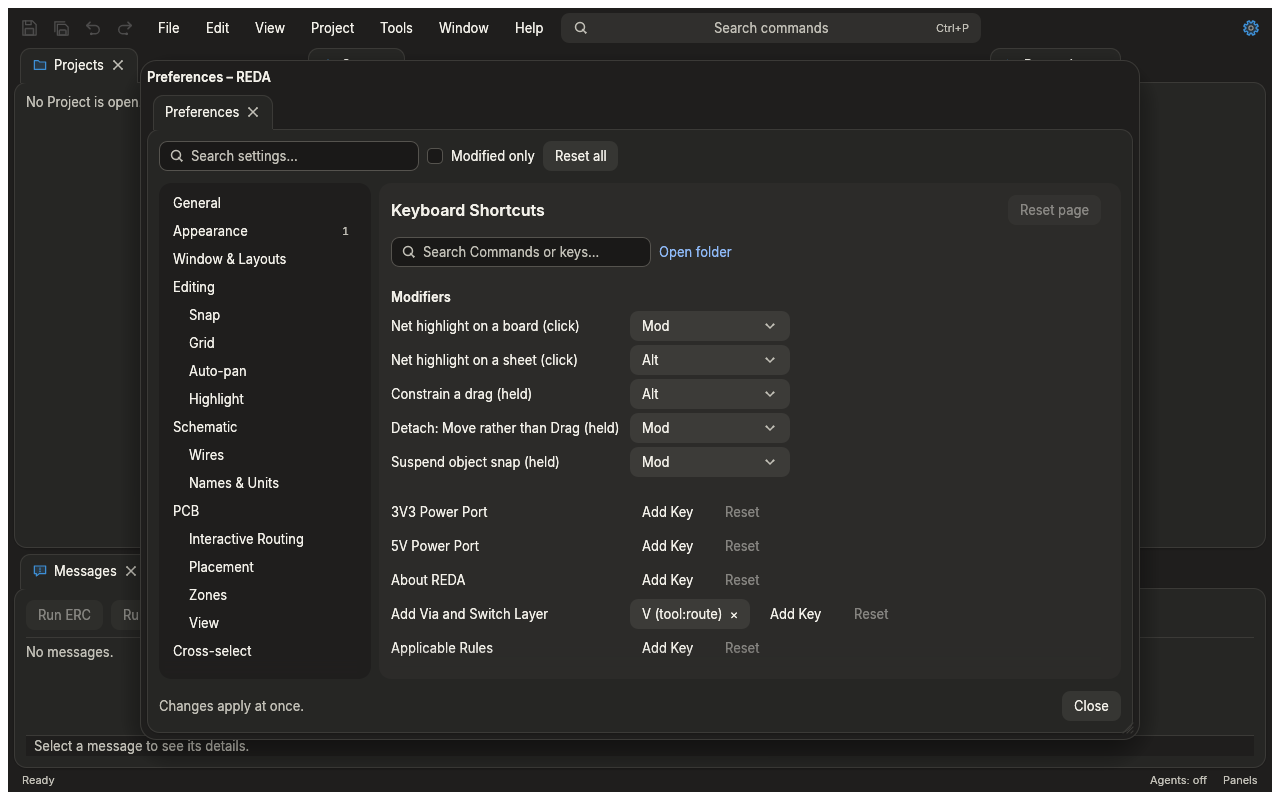 File Edit View Project Tools Window Help Search commands Ctrl+P
Projects
No Project is open
Preferences – REDA
Preferences
Search settings...
Modified only
Reset all
General
Appearance 1
Window & Layouts
Editing
Snap
Grid
Auto-pan
Highlight
Schematic
Wires
Names & Units
PCB
Interactive Routing
Placement
Zones
View
Cross-select
Keyboard Shortcuts
Reset page
Search Commands or keys...
Open folder
Modifiers
Net highlight on a board (click) Mod
Net highlight on a sheet (click) Alt
Constrain a drag (held) Alt
Detach: Move rather than Drag (held) Mod
Suspend object snap (held) Mod
3V3 Power Port Add Key Reset
5V Power Port Add Key Reset
About REDA Add Key Reset
Add Via and Switch Layer V (tool:route) × Add Key Reset
Applicable Rules Add Key Reset
Changes apply at once.
Close
Messages
Run ERC
Ru
No messages.
Select a message to see its details.
Ready
Agents: off Panels